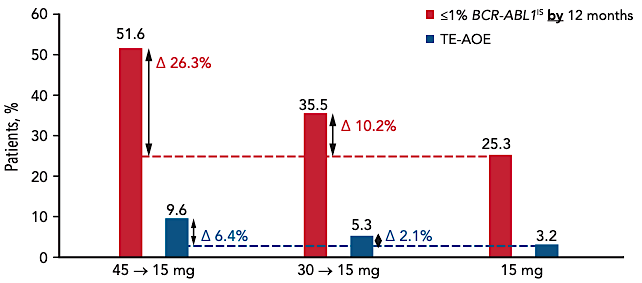 ≤1% BCR-ABL1^IS by 12 months
TE-AOE
Patients, %
60
50
40
30
20
10
0
51.6
Δ 26.3%
9.6
Δ 6.4%
35.5
Δ 10.2%
5.3
Δ 2.1%
25.3
3.2
45 → 15 mg
30 → 15 mg
15 mg